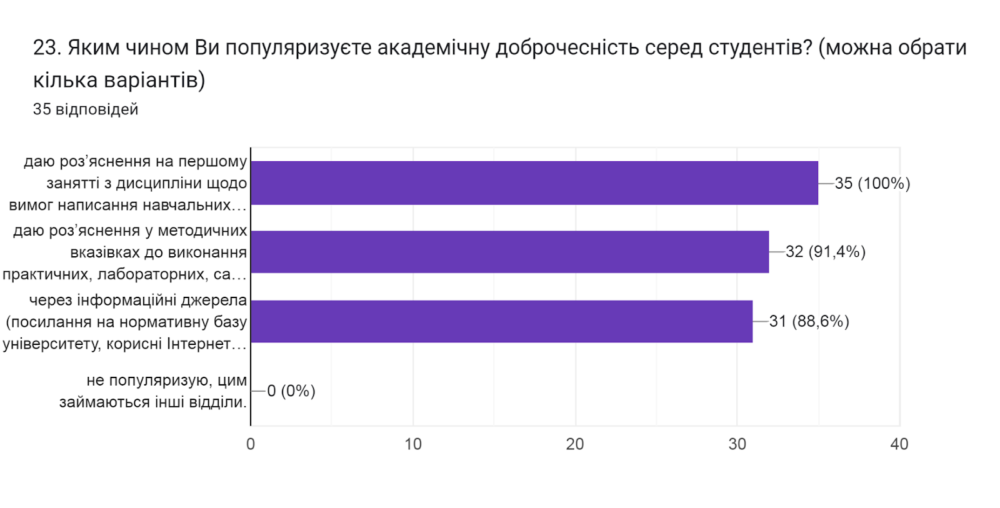 23. Яким чином Ви популяризуєте академічну доброчесність серед студентів? (можна обрати
кілька варіантів)
35 відповідей
даю роз’яснення на першому
занятті з дисципліни щодо
вимог написання навчальних…
35 (100%)
даю роз’яснення у методичних
вказівках до виконання
практичних, лабораторних, са…
32 (91,4%)
через інформаційні джерела
(посилання на нормативну базу
університету, корисні Інтернет…
31 (88,6%)
не популяризую, цим
займаються інші відділи.
0 (0%)
0 10 20 30 40